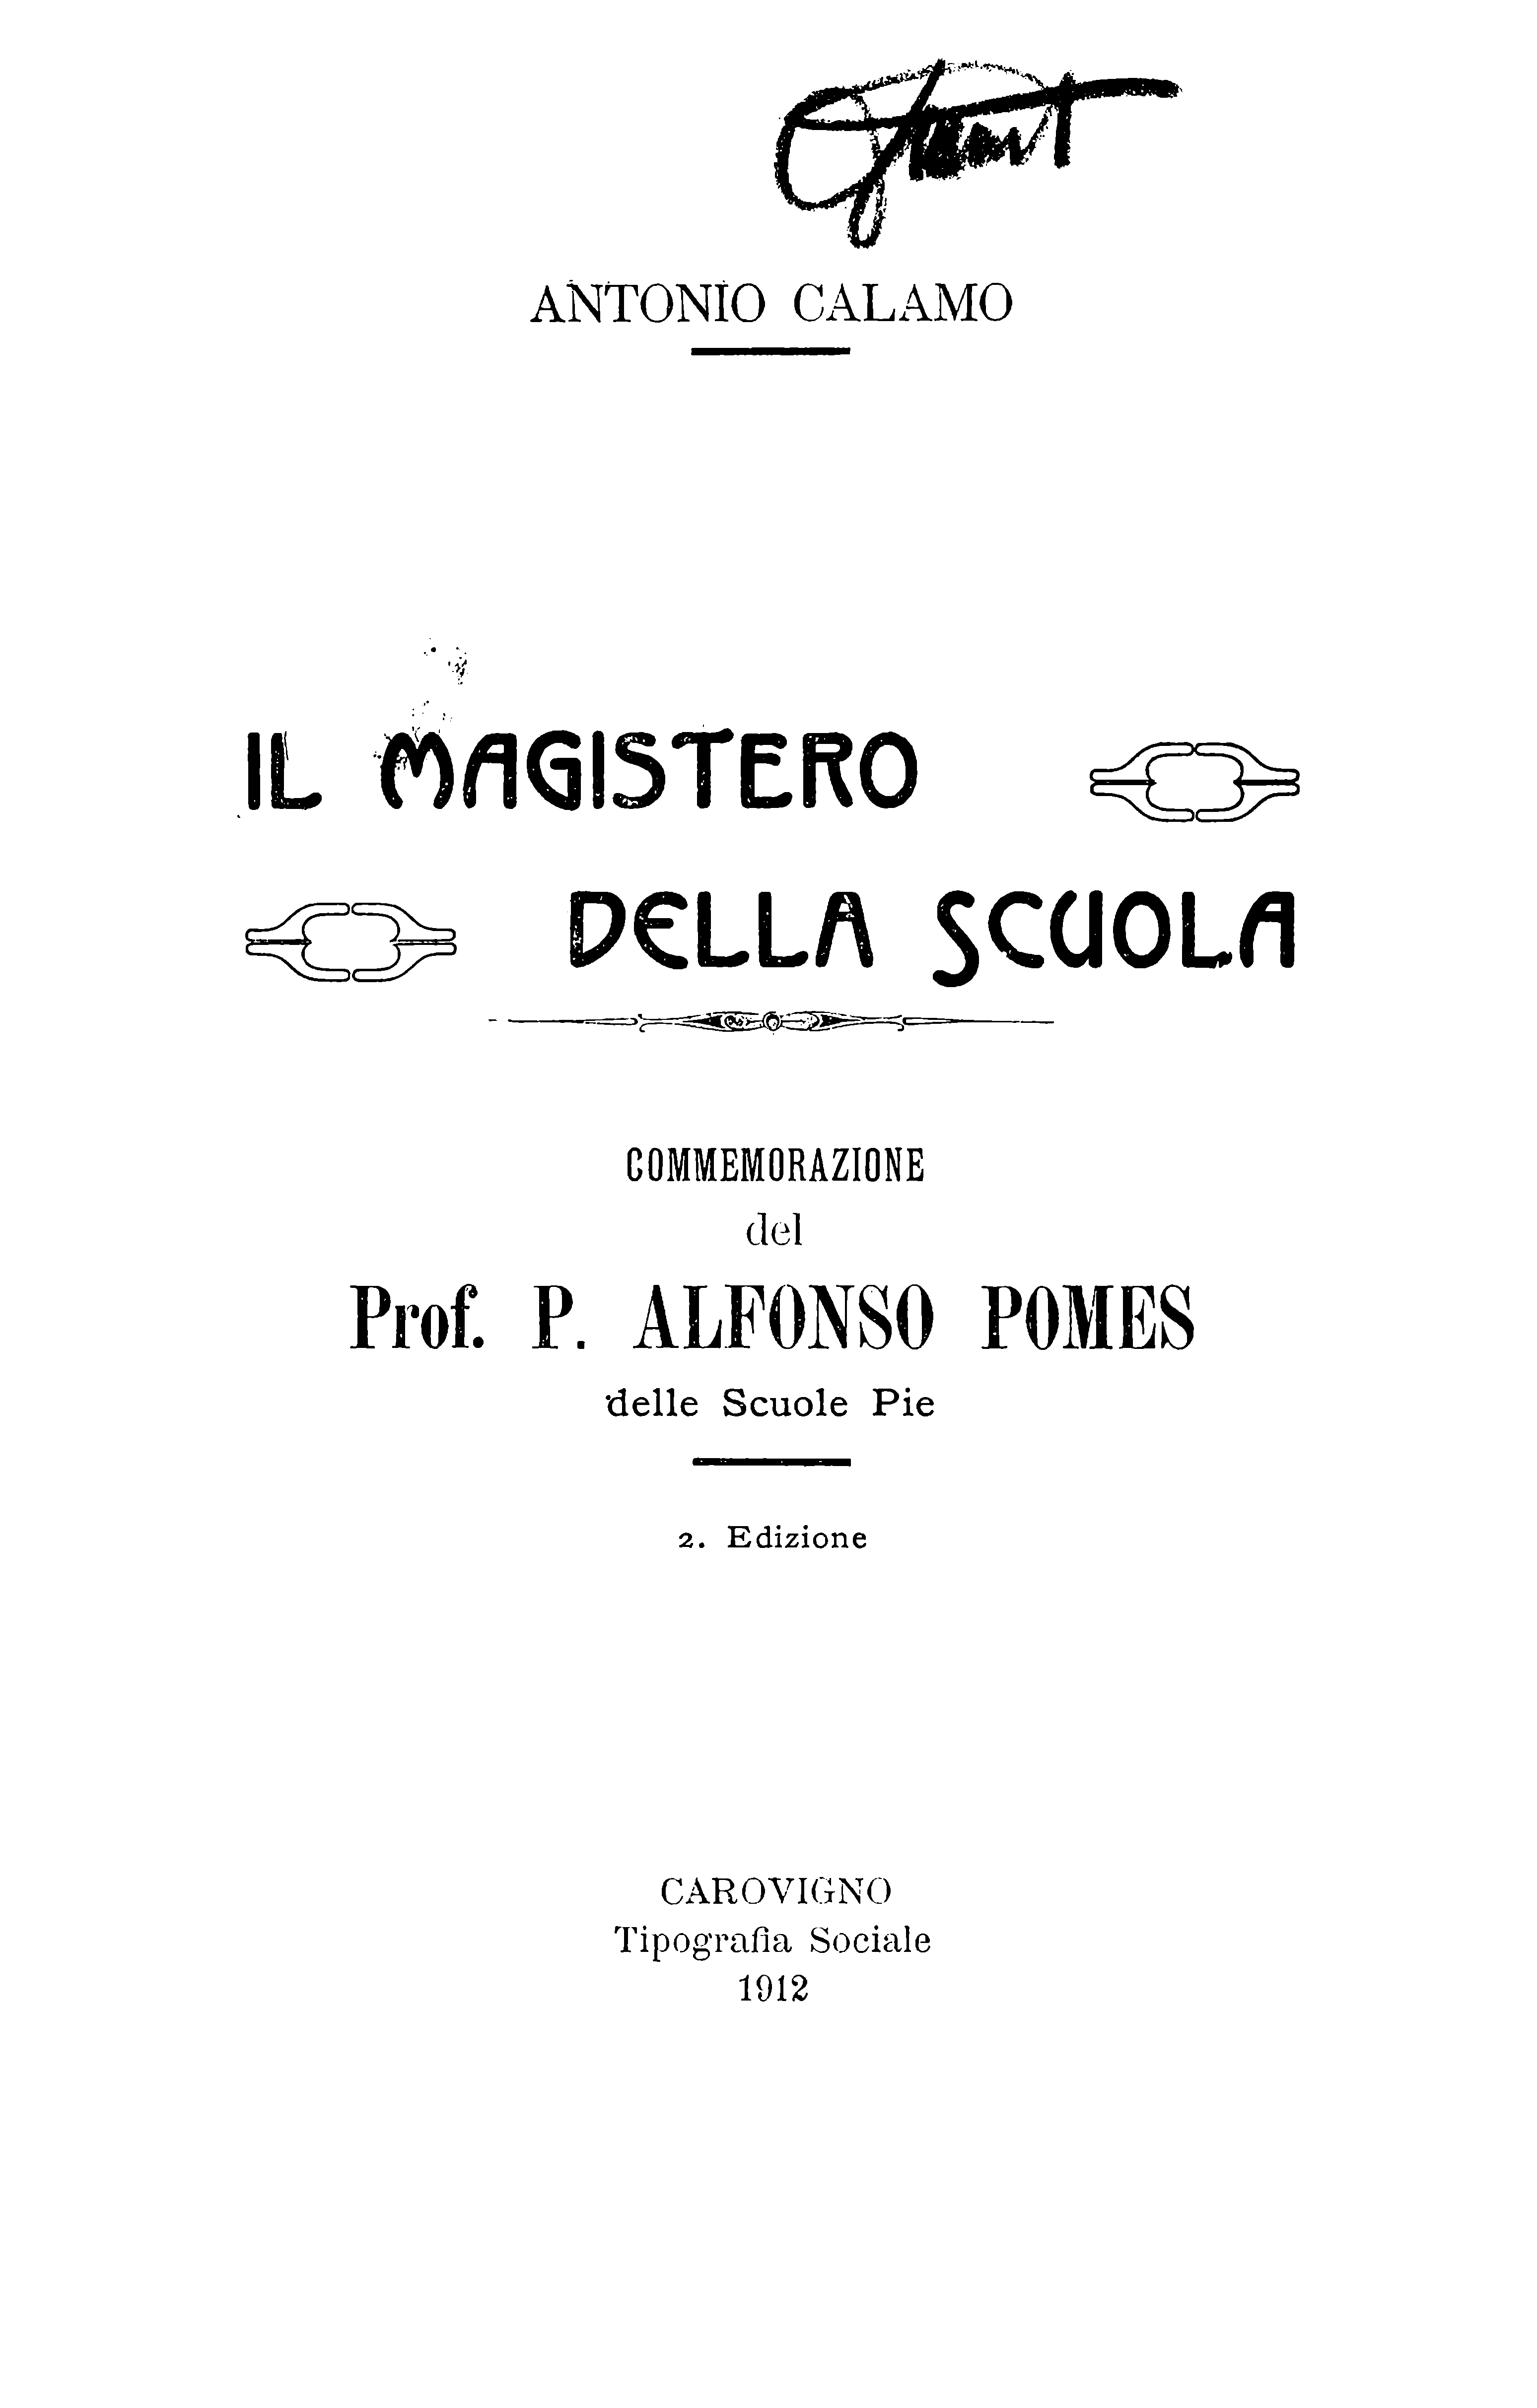 ANTONIO CALAMO
IL MAGISTERO
DELLA SCUOLA
COMMEMORAZIONE
del
Prof. P. ALFONSO POMES
delle Scuole Pie
2. Edizione
CAROVIGNO
Tipografia Sociale
1912